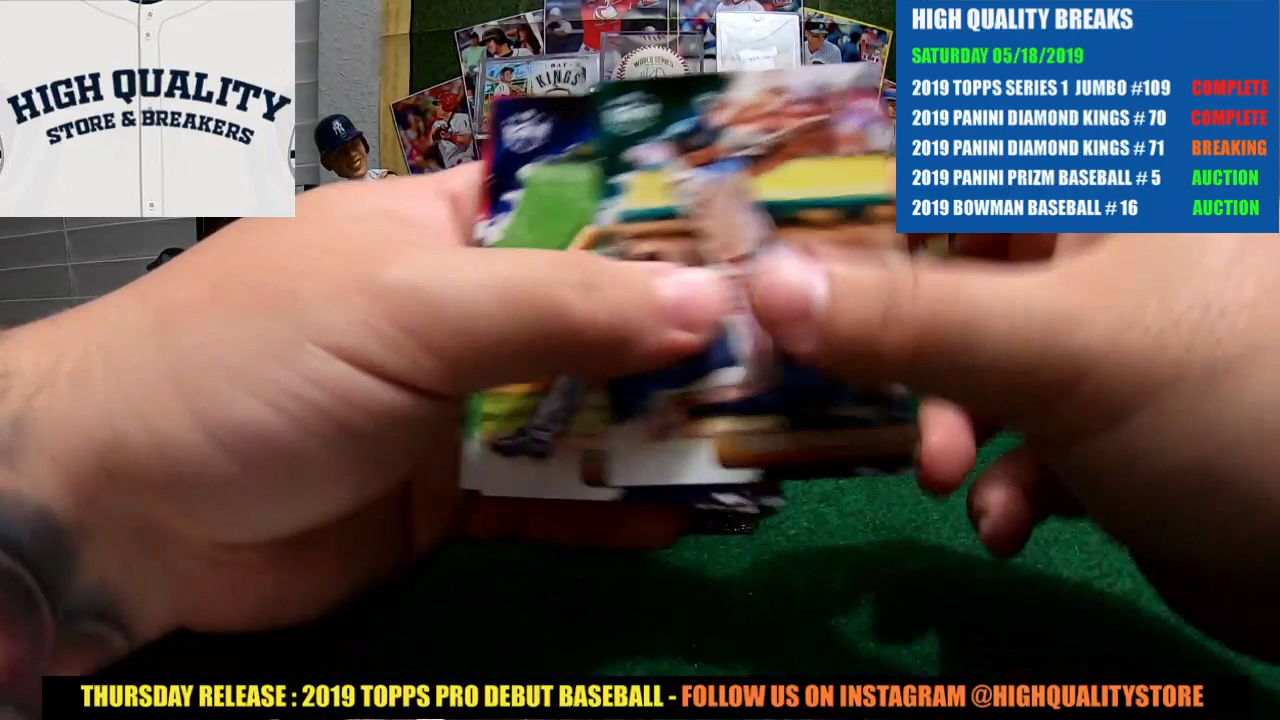 HIGH QUALITY
STORE & BREAKERS
HIGH QUALITY BREAKS
SATURDAY 05/18/2019
2019 TOPPS SERIES 1 JUMBO #109 COMPLETE
2019 PANINI DIAMOND KINGS # 70 COMPLETE
2019 PANINI DIAMOND KINGS # 71 BREAKING
2019 PANINI PRIZM BASEBALL # 5 AUCTION
2019 BOWMAN BASEBALL # 16 AUCTION
KINGS
THURSDAY RELEASE : 2019 TOPPS PRO DEBUT BASEBALL - FOLLOW US ON INSTAGRAM @HIGHQUALITYSTORE